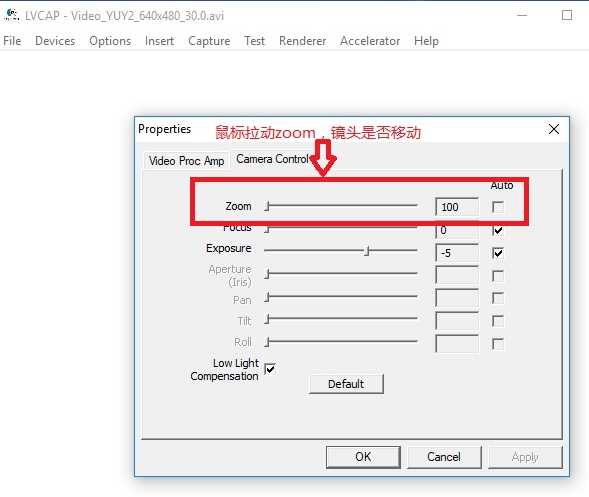 LVCAP - Video_YUY2_640x480_30.0.avi
File Devices Options Insert Capture Test Renderer Accelerator Help
Properties
鼠标拉动zoom，镜头是否移动
Video Proc Amp Camera Control
Auto
Zoom 100
Focus 0
Exposure -5
Aperture
(Iris)
Pan
Tilt
Roll
Low Light
Compensation
Default
OK Cancel Apply